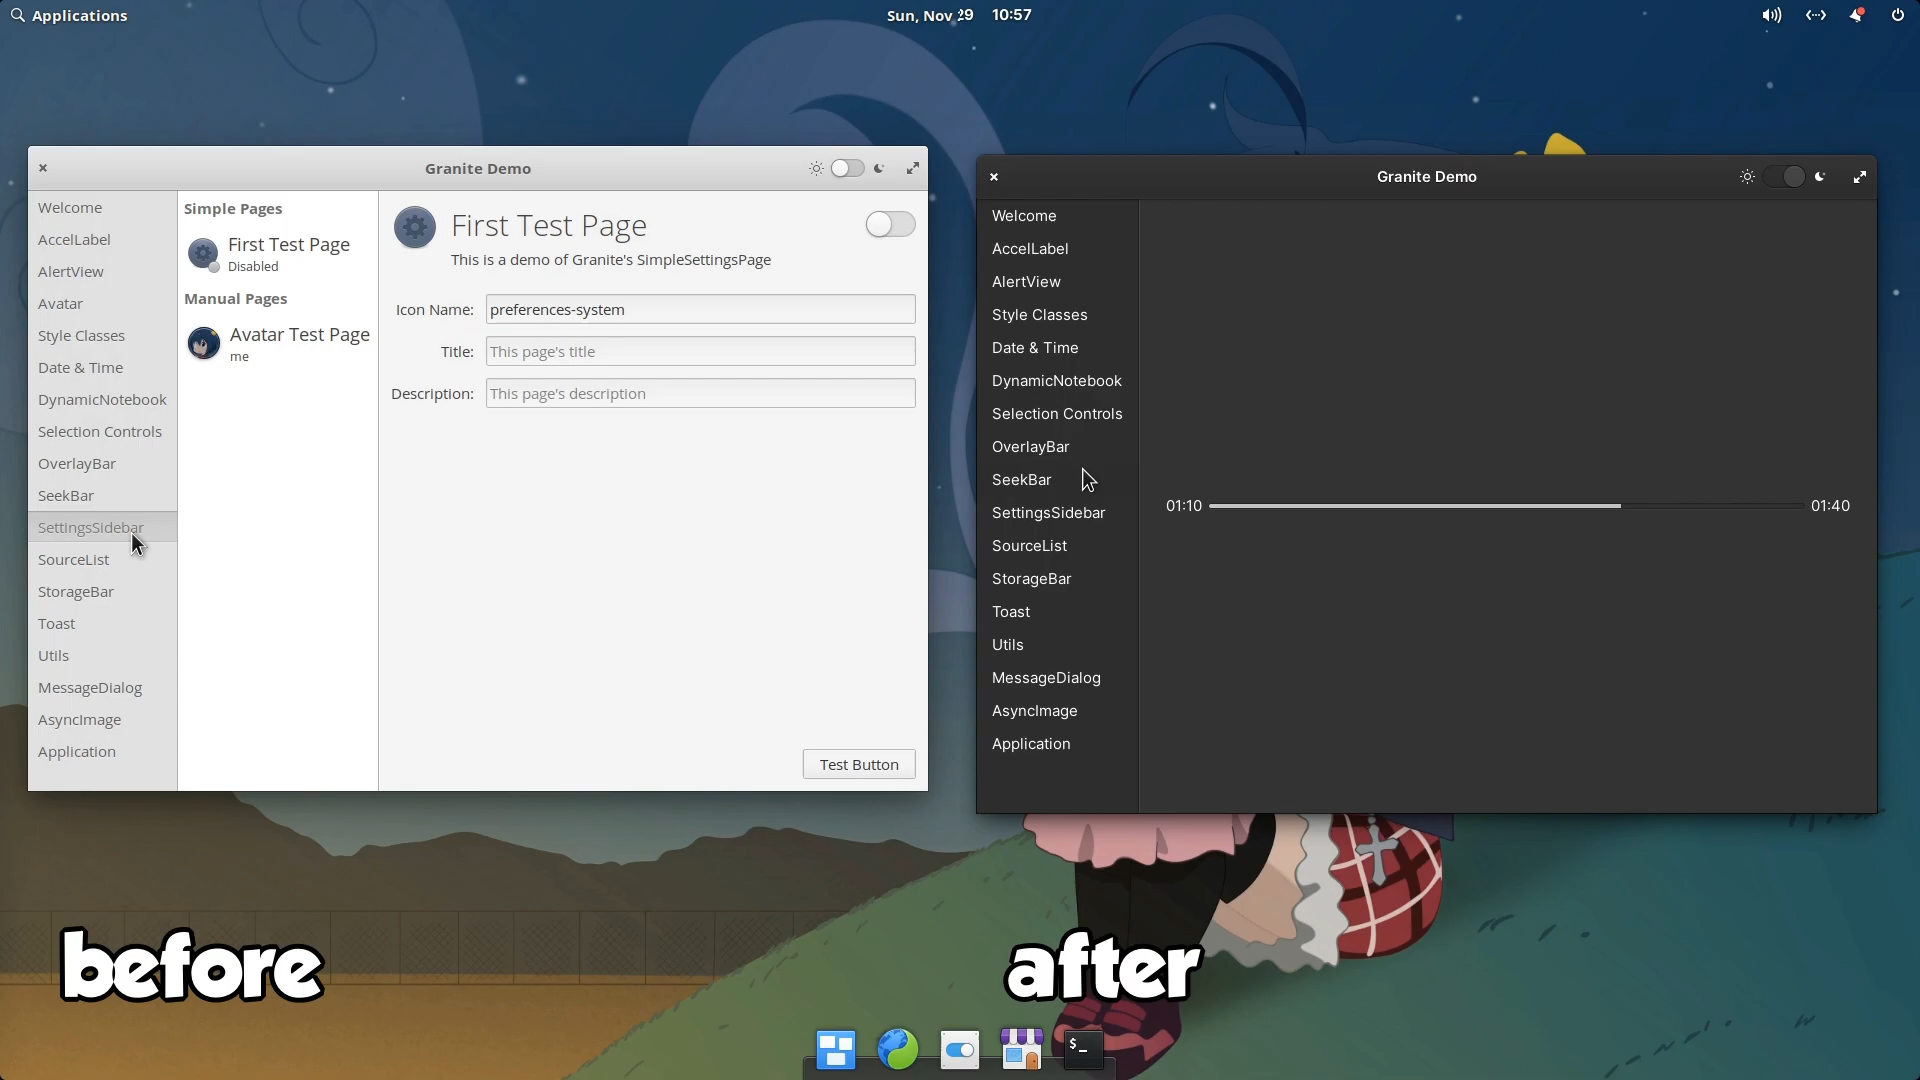 Applications
Sun, Nov 29 10:57
Granite Demo
Welcome
AccelLabel
AlertView
Avatar
Style Classes
Date & Time
DynamicNotebook
Selection Controls
OverlayBar
SeekBar
SettingsSidebar
SourceList
StorageBar
Toast
Utils
MessageDialog
AsyncImage
Application
Simple Pages
First Test Page
Disabled
Manual Pages
Avatar Test Page
me
First Test Page
This is a demo of Granite's SimpleSettingsPage
Icon Name: preferences-system
Title: This page's title
Description: This page's description
Test Button
Granite Demo
Welcome
AccelLabel
AlertView
Style Classes
Date & Time
DynamicNotebook
Selection Controls
OverlayBar
SeekBar
SettingsSidebar
SourceList
StorageBar
Toast
Utils
MessageDialog
AsyncImage
Application
01:10
01:40
before
after
$_